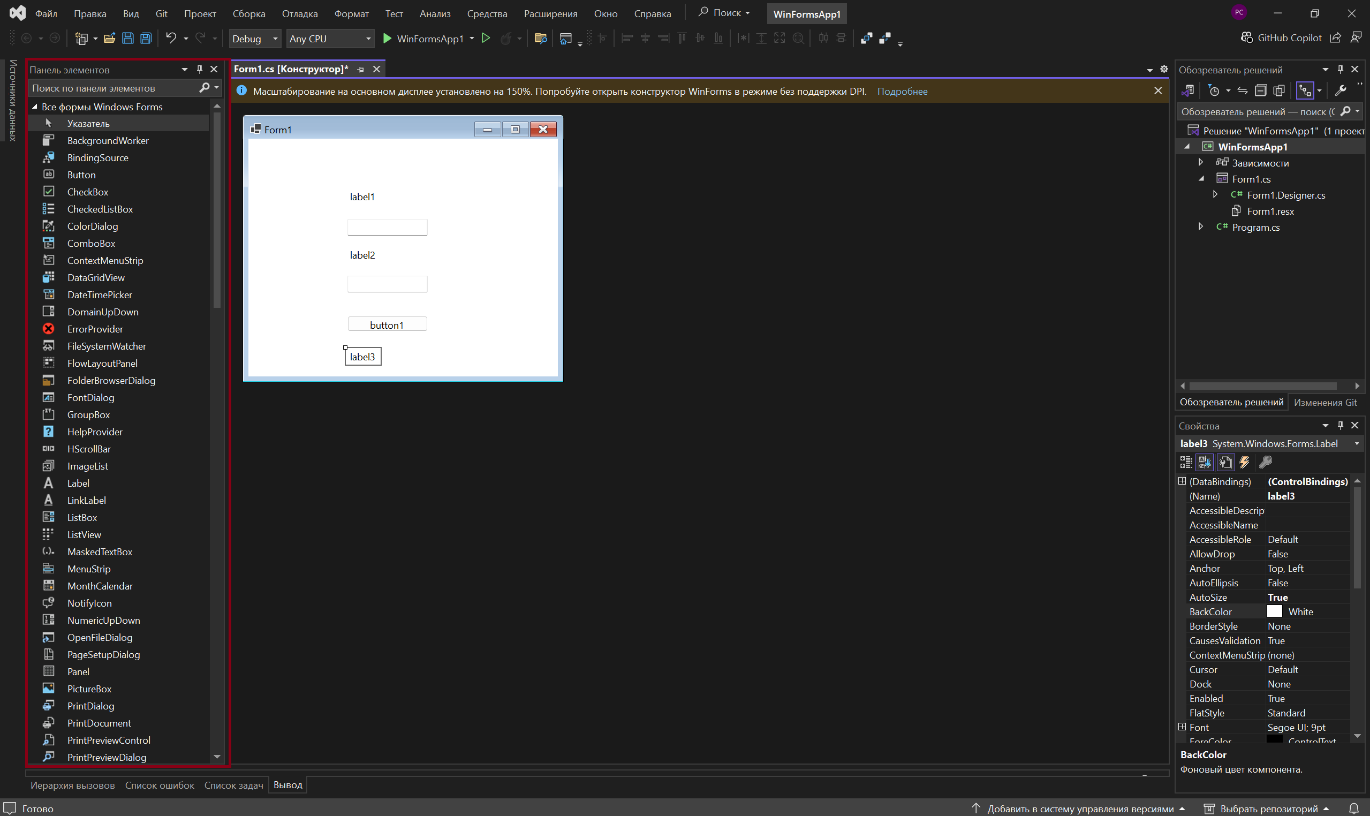 Файл Правка Вид Git Проект Сборка Отладка Формат Тест Анализ Средства Расширения Окно Справка Поиск WinFormsApp1 PC
Debug Any CPU WinFormsApp1 GitHub Copilot
Источники данных
Панель элементов
Поиск по панели элементов
Все формы Windows Forms
Указатель
BackgroundWorker
BindingSource
Button
CheckBox
CheckedListBox
ColorDialog
ComboBox
ContextMenuStrip
DataGridView
DateTimePicker
DomainUpDown
ErrorProvider
FileSystemWatcher
FlowLayoutPanel
FolderBrowserDialog
FontDialog
GroupBox
HelpProvider
HScrollBar
ImageList
Label
LinkLabel
ListBox
ListView
MaskedTextBox
MenuStrip
MonthCalendar
NotifyIcon
NumericUpDown
OpenFileDialog
PageSetupDialog
Panel
PictureBox
PrintDialog
PrintDocument
PrintPreviewControl
PrintPreviewDialog
Form1.cs [Конструктор]*
Масштабирование на основном дисплее установлено на 150%. Попробуйте открыть конструктор WinForms в режиме без поддержки DPI. Подробнее
Form1
label1
label2
button1
label3
Обозреватель решений
Обозреватель решений — поиск (
Решение "WinFormsApp1" (1 проект
WinFormsApp1
Зависимости
Form1.cs
Form1.Designer.cs
Form1.resx
Program.cs
Обозреватель решений Изменения Git
Свойства
label3 System.Windows.Forms.Label
(DataBindings) (ControlBindings)
(Name) label3
AccessibleDescrip
AccessibleName
AccessibleRole Default
AllowDrop False
Anchor Top, Left
AutoEllipsis False
AutoSize True
BackColor White
BorderStyle None
CausesValidation True
ContextMenuStrip (none)
Cursor Default
Dock None
Enabled True
FlatStyle Standard
Font Segoe UI; 9pt
ForeColor ControlText
BackColor
Фоновый цвет компонента.
Иерархия вызовов Список ошибок Список задач Вывод
Готово Добавить в систему управления версиями Выбрать репозиторий